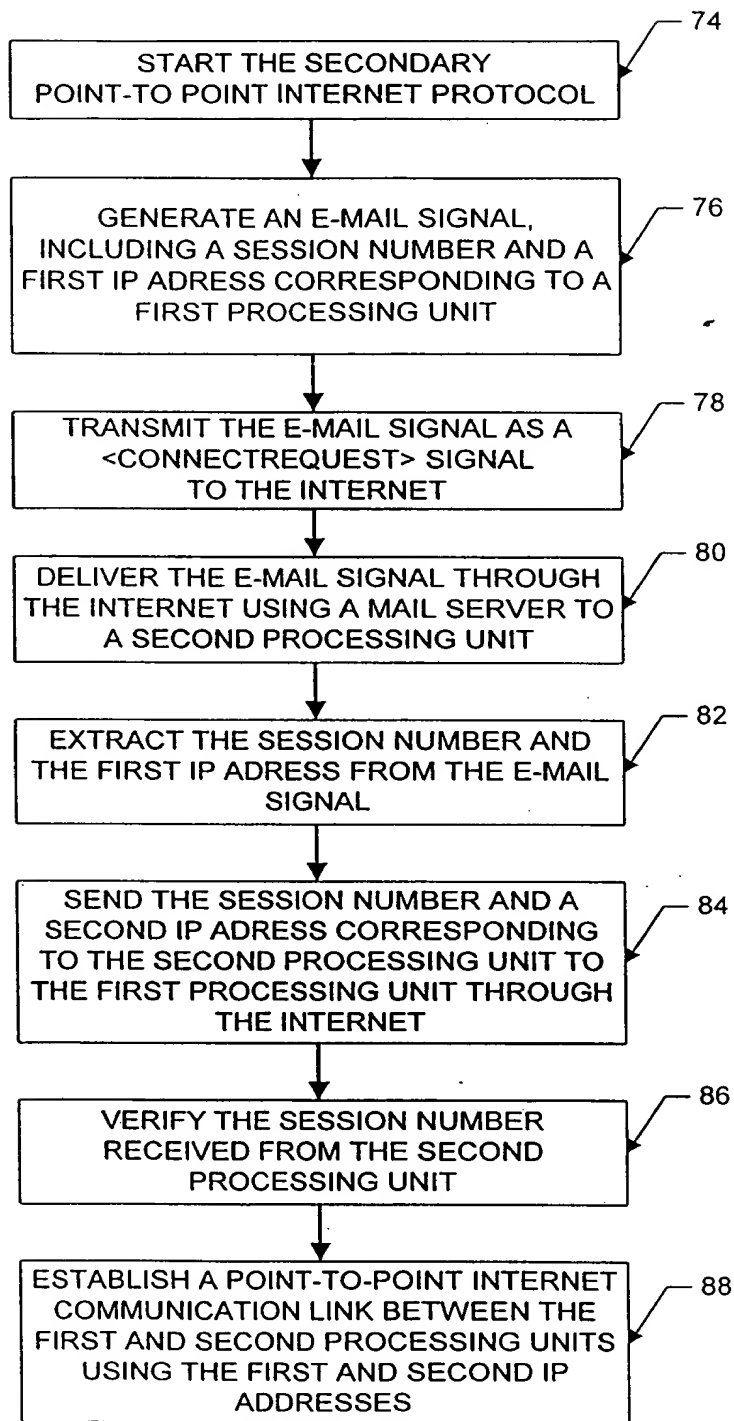 74
START THE SECONDARY
POINT-TO POINT INTERNET PROTOCOL
76
GENERATE AN E-MAIL SIGNAL,
INCLUDING A SESSION NUMBER AND A
FIRST IP ADRESS CORRESPONDING TO A
FIRST PROCESSING UNIT
78
TRANSMIT THE E-MAIL SIGNAL AS A
<CONNECTREQUEST> SIGNAL
TO THE INTERNET
80
DELIVER THE E-MAIL SIGNAL THROUGH
THE INTERNET USING A MAIL SERVER TO
A SECOND PROCESSING UNIT
82
EXTRACT THE SESSION NUMBER AND
THE FIRST IP ADRESS FROM THE E-MAIL
SIGNAL
84
SEND THE SESSION NUMBER AND A
SECOND IP ADRESS CORRESPONDING
TO THE SECOND PROCESSING UNIT TO
THE FIRST PROCESSING UNIT THROUGH
THE INTERNET
86
VERIFY THE SESSION NUMBER
RECEIVED FROM THE SECOND
PROCESSING UNIT
88
ESTABLISH A POINT-TO-POINT INTERNET
COMMUNICATION LINK BETWEEN THE
FIRST AND SECOND PROCESSING UNITS
USING THE FIRST AND SECOND IP
ADDRESSES